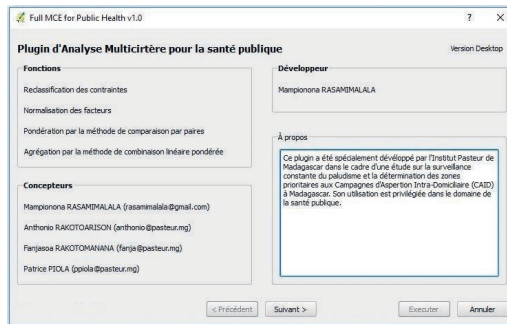 Full MCE for Public Health v1.0
Plugin d'Analyse Multicirtère pour la santé publique
Version Desktop
Fonctions
Reclassification des contraintes
Normalisation des facteurs
Pondération par la méthode de comparaison par paires
Agrégation par la méthode de combinaison linéaire pondérée
Concepteurs
Mampionona RASAMIMALALA (rasamimalala@gmail.com)
Anthonio RAKOTOARISON (anthonio@pasteur.mg)
Fanjasoa RAKOTOMANANA (fanja@pasteur.mg)
Patrice PIOLA (ppiola@pasteur.mg)
Développeur
Mampionona RASAMIMALALA
À propos
Ce plugin a été spécialement dévéloppé par l'Institut Pasteur de
Madagascar dans le cadre d'une étude sur la surveillance
constante du paludisme et la détermination des zones
prioritaires aux Campagnes d'Aspertion Intra-Domiciliaire (CAID)
à Madagascar. Son utilisation est privilégiée dans le domaine de
la santé publique.
< Précédent
Suivant >
Executer
Annuler